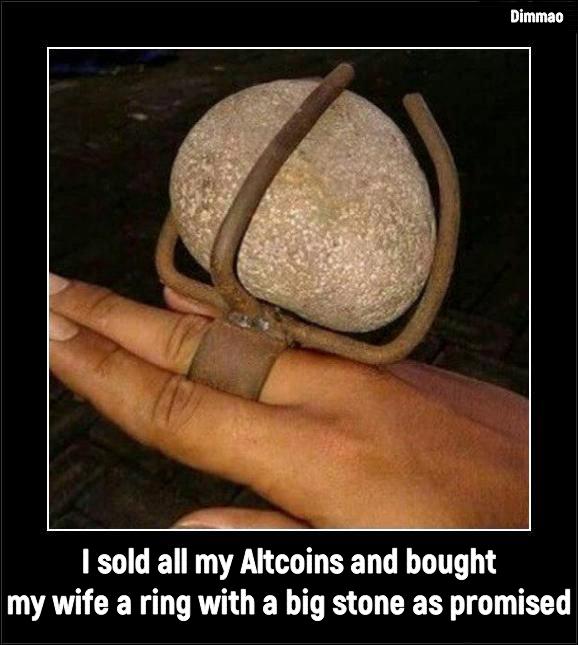 Dimmao
I sold all my Altcoins and bought
my wife a ring with a big stone as promised